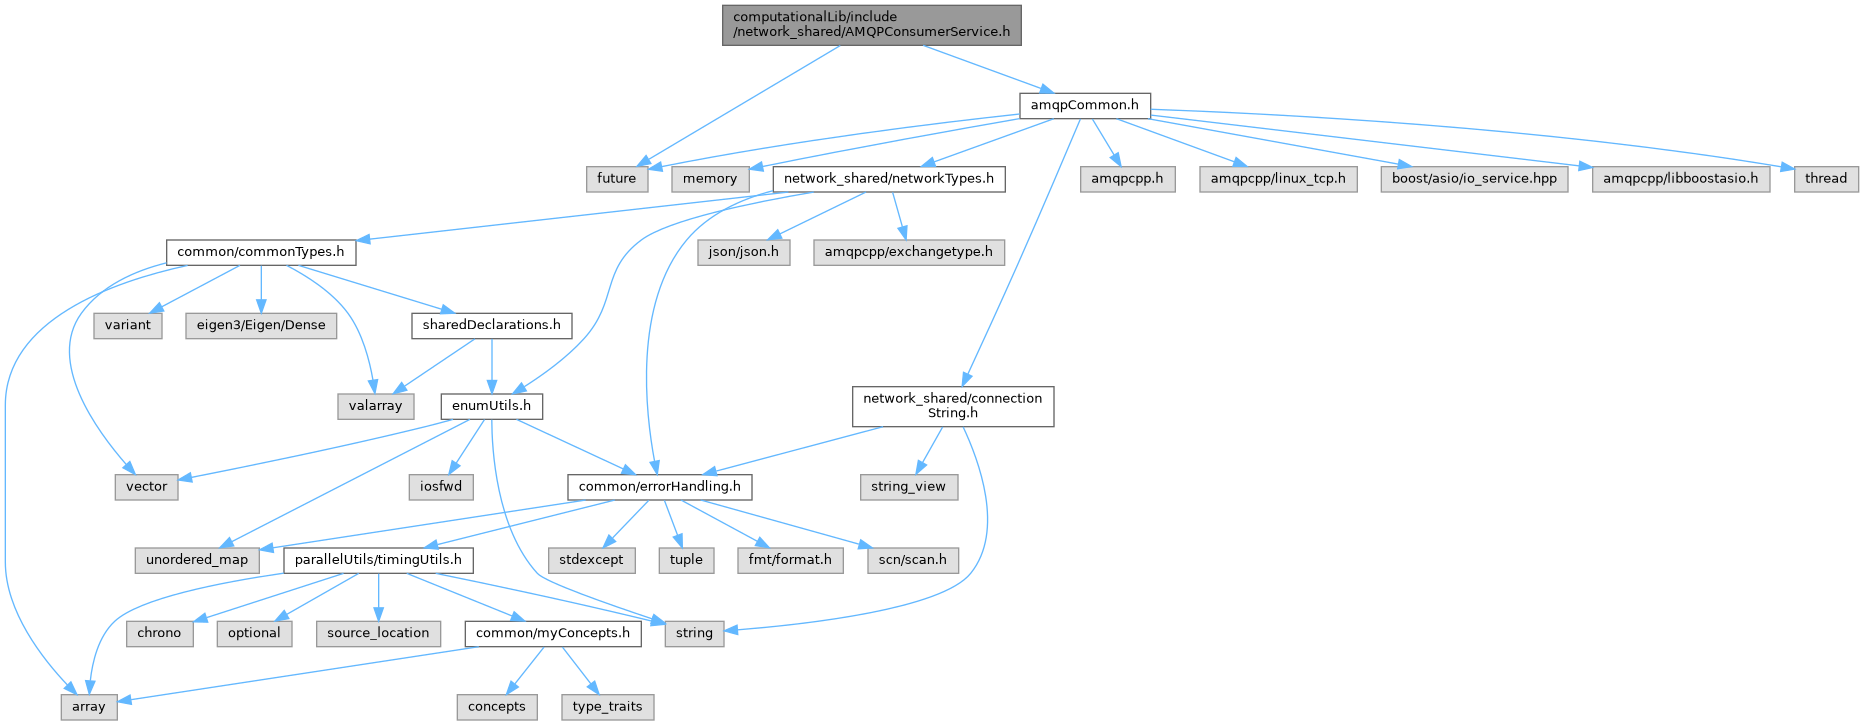 computationalLib/include
/network_shared/AMQPConsumerService.h
amqpCommon.h
future
memory
network_shared/networkTypes.h
amqpcpp.h
amqpcpp/linux_tcp.h
boost/asio/io_service.hpp
amqpcpp/libboostasio.h
thread
common/commonTypes.h
json/json.h
amqpcpp/exchangetype.h
variant
eigen3/Eigen/Dense
sharedDeclarations.h
valarray
enumUtils.h
network_shared/connection
String.h
vector
iosfwd
common/errorHandling.h
string_view
unordered_map
parallelUtils/timingUtils.h
stdexcept
tuple
fmt/format.h
scn/scan.h
chrono
optional
source_location
common/myConcepts.h
string
array
concepts
type_traits